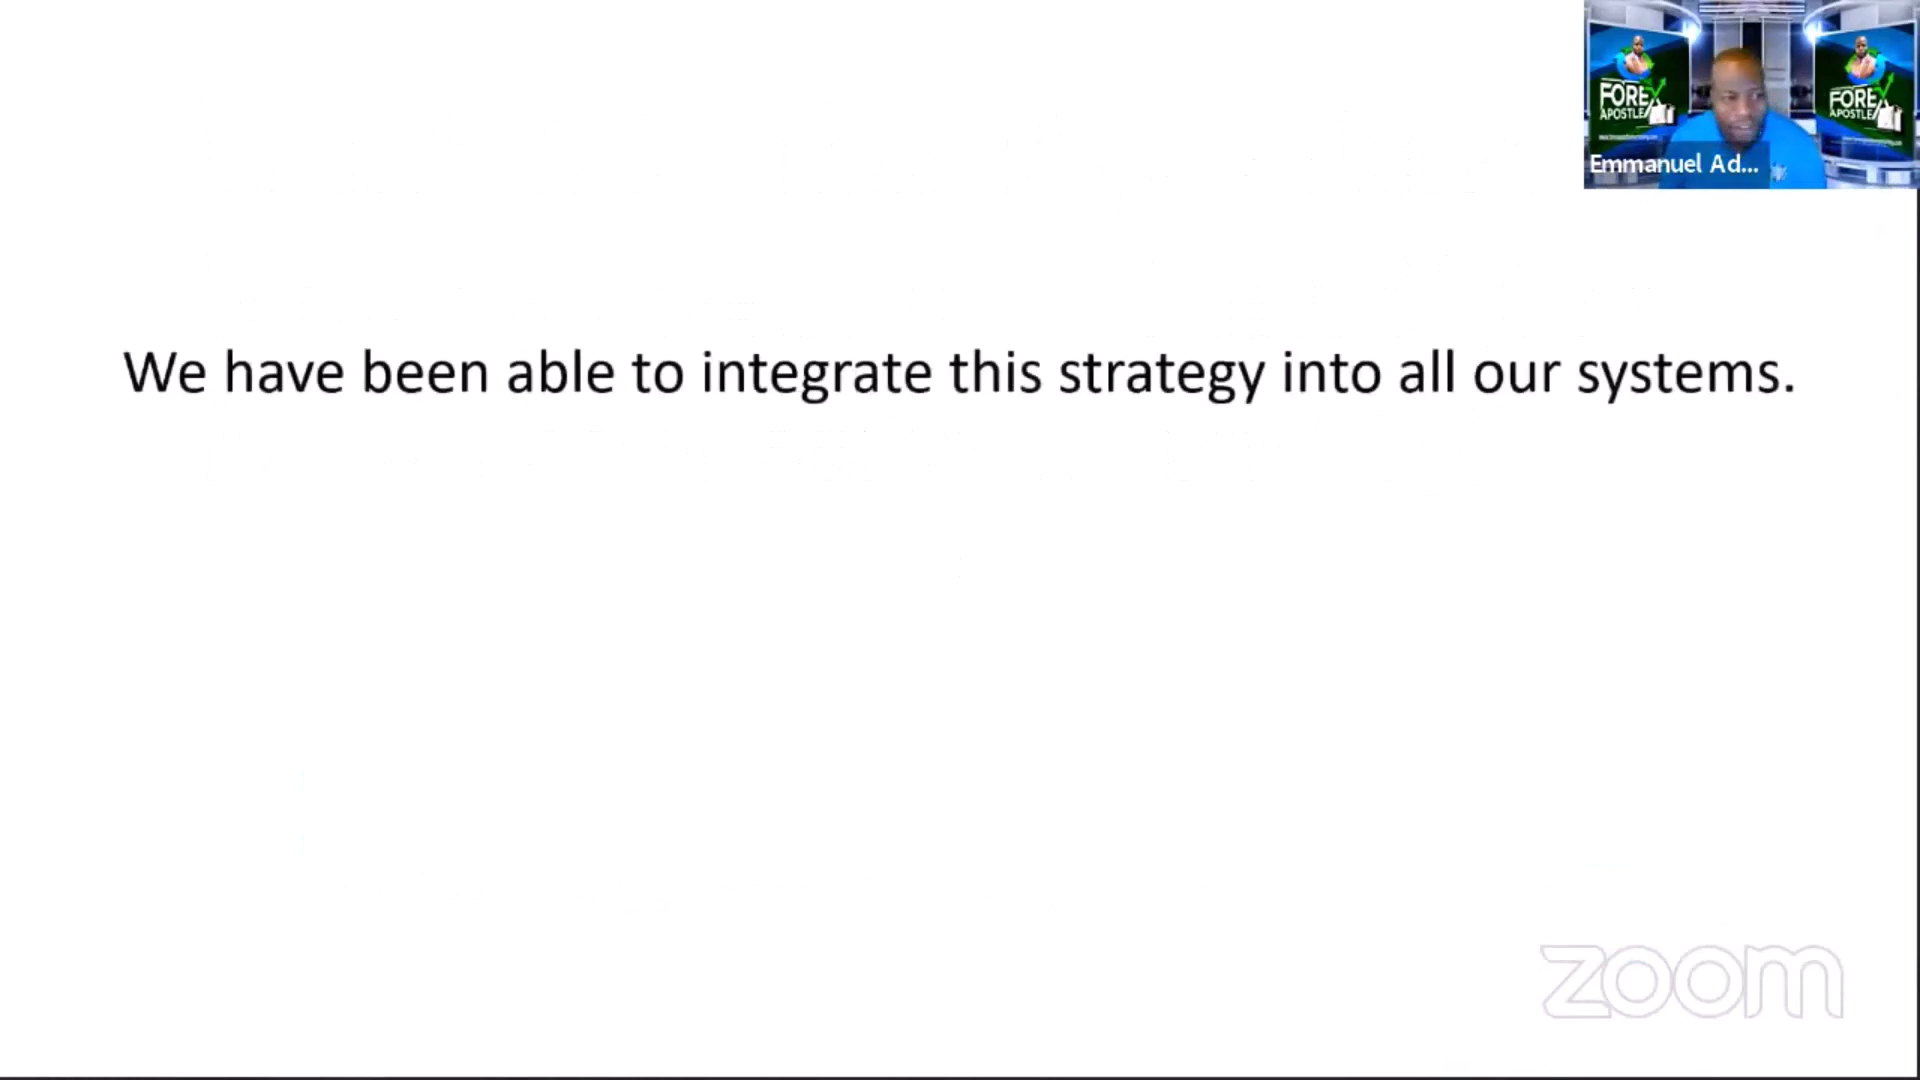 FOREX
APOSTLE
FOREX
APOSTLE
Emmanuel Ad...
We have been able to integrate this strategy into all our systems.
zoom